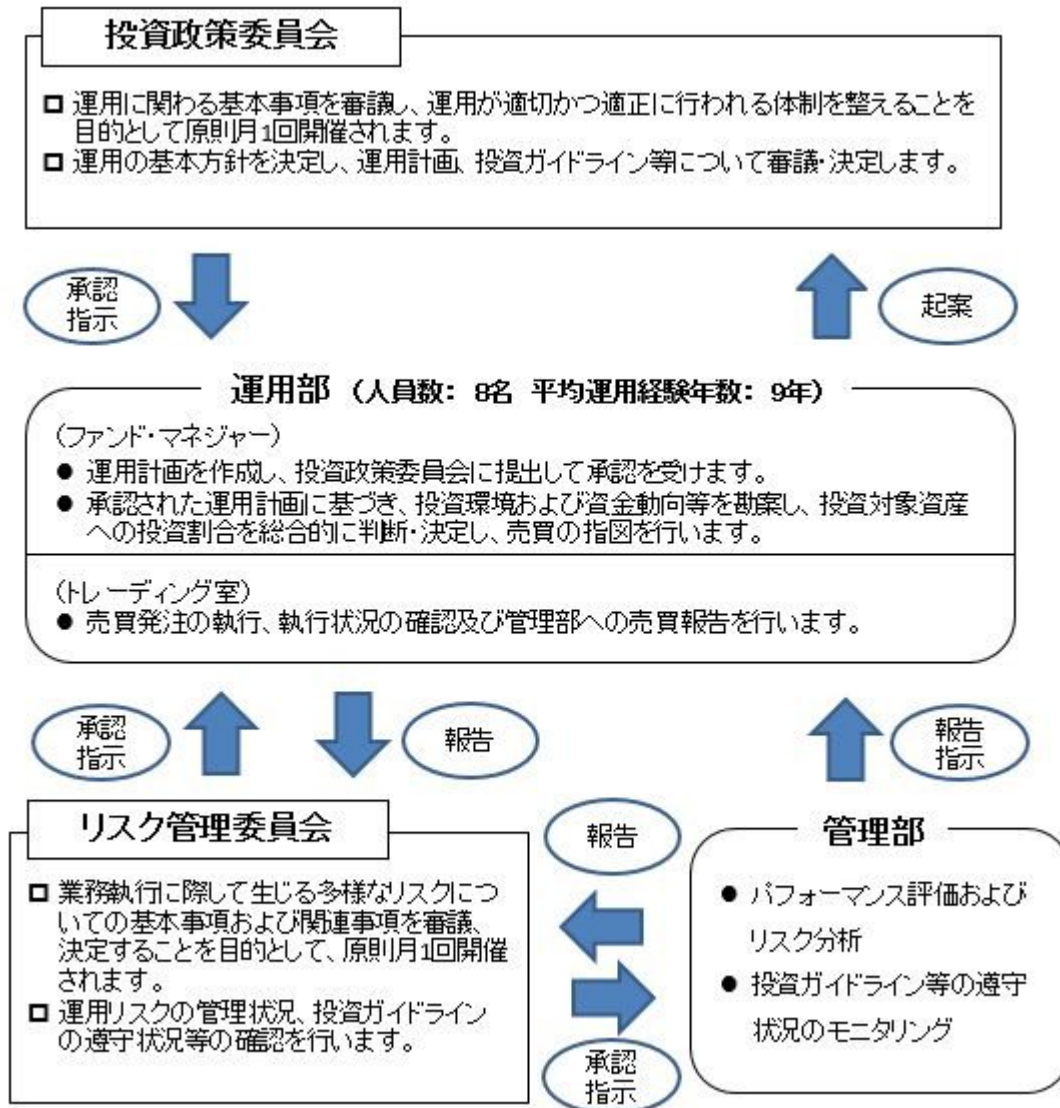 投資政策委員会
□ 運用に関わる基本事項を審議し、運用が適切かつ適正に行われる体制を整えることを
目的として原則月1回開催されます。
□ 運用の基本方針を決定し、運用計画、投資ガイドライン等について審議・決定します。
承認
指示
起案
運用部 (人員数: 8名 平均運用経験年数: 9年)
(ファンド・マネジャー)
● 運用計画を作成し、投資政策委員会に提出して承認を受けます。
● 承認された運用計画に基づき、投資環境および資金動向等を勘案し、投資対象資産
への投資割合を総合的に判断・決定し、売買の指図を行います。
(トレーディング室)
● 売買発注の執行、執行状況の確認及び管理部への売買報告を行います。
承認
指示
報告
報告
指示
リスク管理委員会
□ 業務執行に際して生じる多様なリスクにつ
いての基本事項および関連事項を審議、
決定することを目的として、原則月1回開催
されます。
□ 運用リスクの管理状況、投資ガイドライン
の遵守状況等の確認を行います。
報告
承認
指示
管理部
● パフォーマンス評価および
リスク分析
● 投資ガイドライン等の遵守
状況のモニタリング